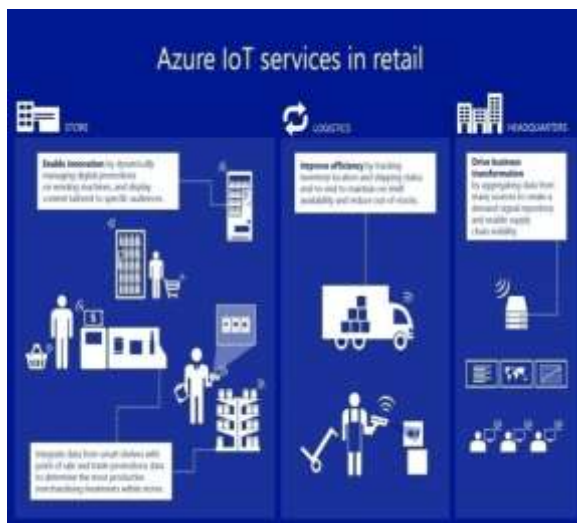 Azure IoT services in retail
STORE
LOGISTICS
HEADQUARTERS
Enable innovation by dynamically
managing digital promotions
on vending machines, and display
content tailored to specific audiences.
Improve efficiency by tracking
inventory location and shipping status
end-to-end to maintain on-shelf
availability and reduce out-of-stocks.
Drive business
transformation
by aggregating data from
many sources to create a
demand signal repository
and enable supply
chain visibility.
Integrate data from smart shelves with
point of sale and trade promotions data
to determine the most productive
merchandising treatments within stores.